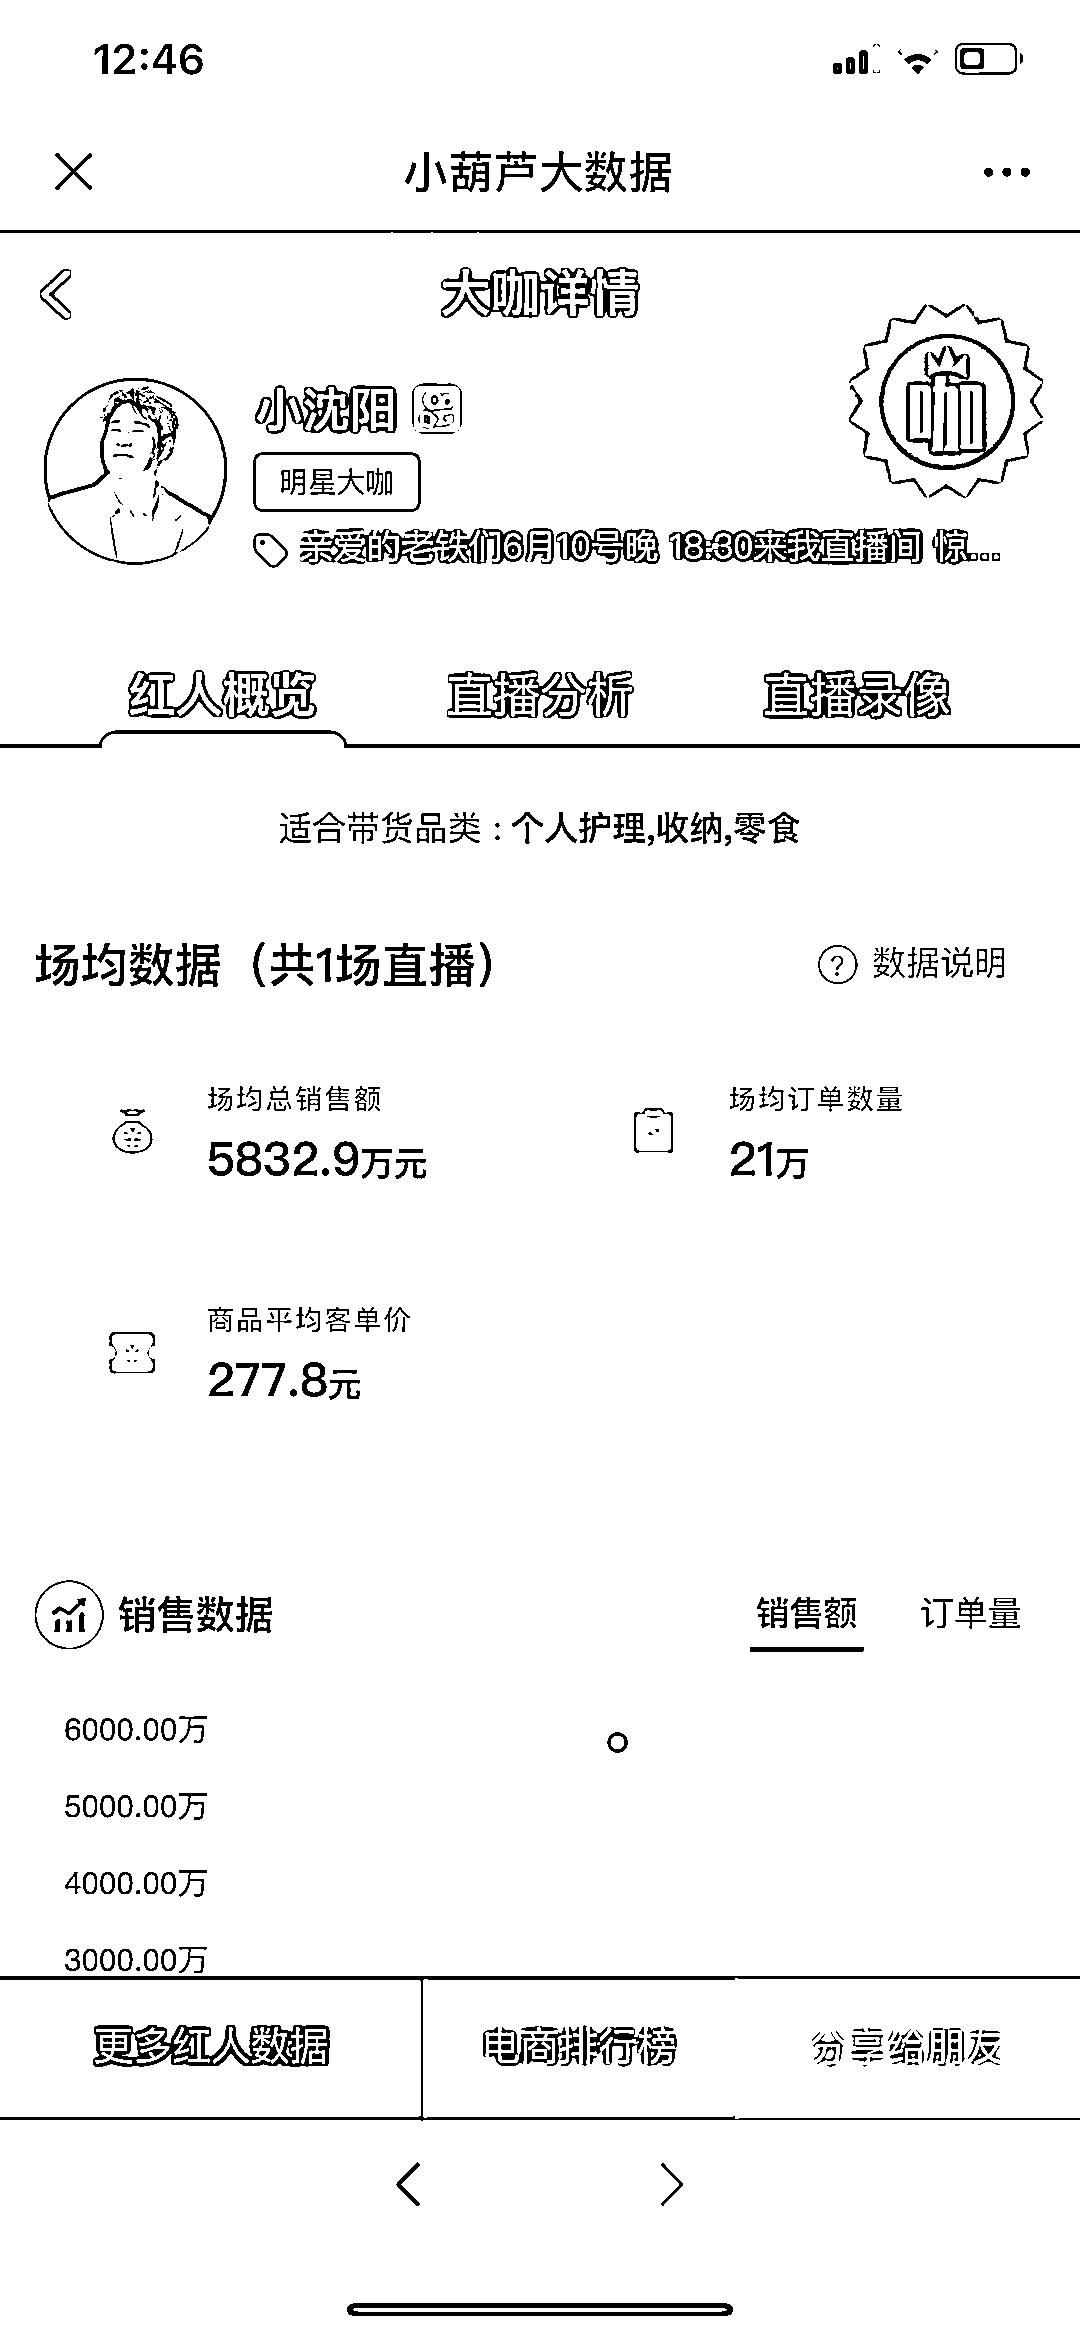 12:46
小葫芦大数据
大咖详情
咖
小沈阳
明星大咖
亲爱的老铁们6月10号晚 18:30来我直播间 惊...
红人概览 直播分析 直播录像
适合带货品类：个人护理,收纳,零食
场均数据（共1场直播） ? 数据说明
场均总销售额 场均订单数量
5832.9万元 21万
商品平均客单价
277.8元
销售数据 销售额 订单量
6000.00万
5000.00万
4000.00万
3000.00万
更多红人数据 电商排行榜 分享给朋友